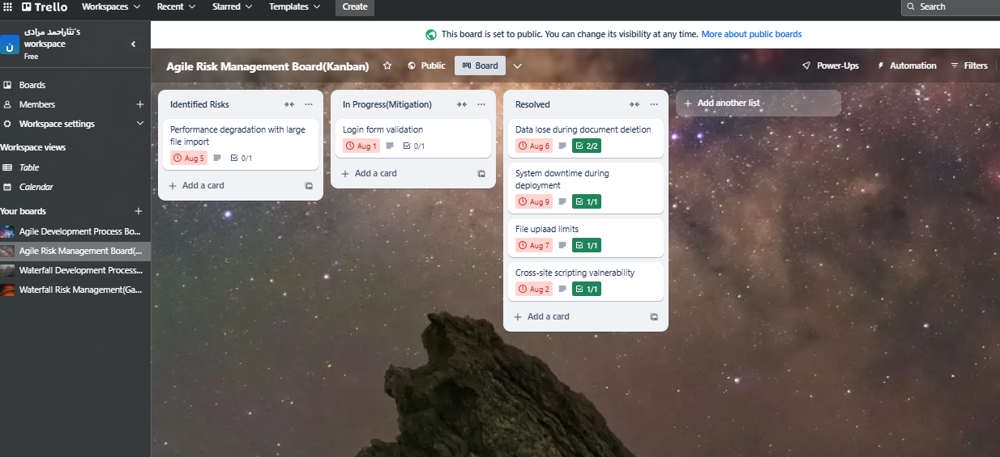 Trello
Workspaces
Recent
Starred
Templates
Create
Search
نثاراحمد مرادی's
workspace
Free
ن
This board is set to public. You can change its visibility at any time. More about public boards
Agile Risk Management Board(Kanban)
Public
Board
Power-Ups
Automation
Filters
Boards
Members
Workspace settings
Workspace views
Table
Calendar
Your boards
Agile Development Process Bo...
Agile Risk Management Board(...
Waterfall Development Process...
Waterfall Risk Management(Ga...
Identified Risks
Performance degradation with large
file import
Aug 5
0/1
Add a card
In Progress(Mitigation)
Login form validation
Aug 1
0/1
Add a card
Resolved
Data lose during document deletion
Aug 6
2/2
System downtime during
deployment
Aug 9
1/1
File uplaad limits
Aug 7
1/1
Cross-site scripting valnerability
Aug 2
1/1
Add a card
Add another list